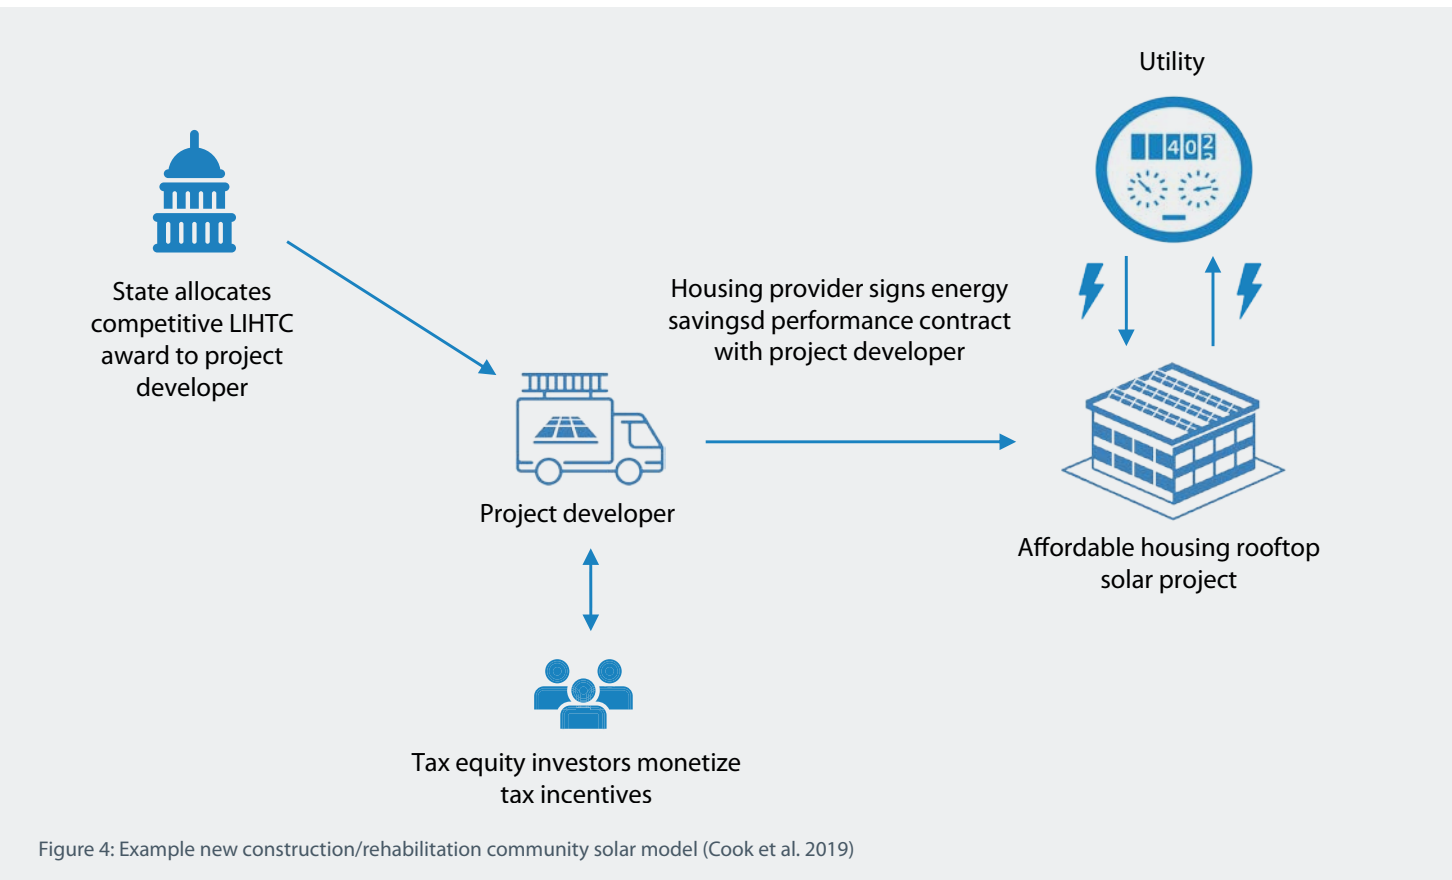 Utility
402
State allocates
competitive LIHTC
award to project
developer
Housing provider signs energy
savingsd performance contract
with project developer
Project developer
Affordable housing rooftop
solar project
Tax equity investors monetize
tax incentives
Figure 4: Example new construction/rehabilitation community solar model (Cook et al. 2019)